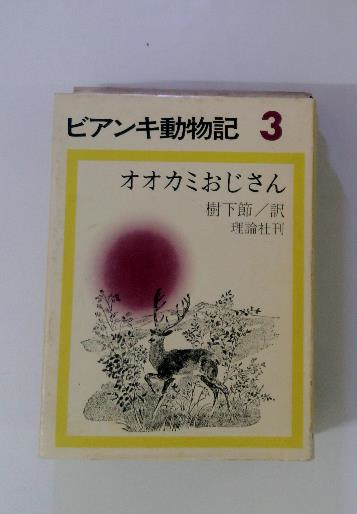 ビアンキ動物記 3
オオカミおじさん
樹下節／訳
理論社刊